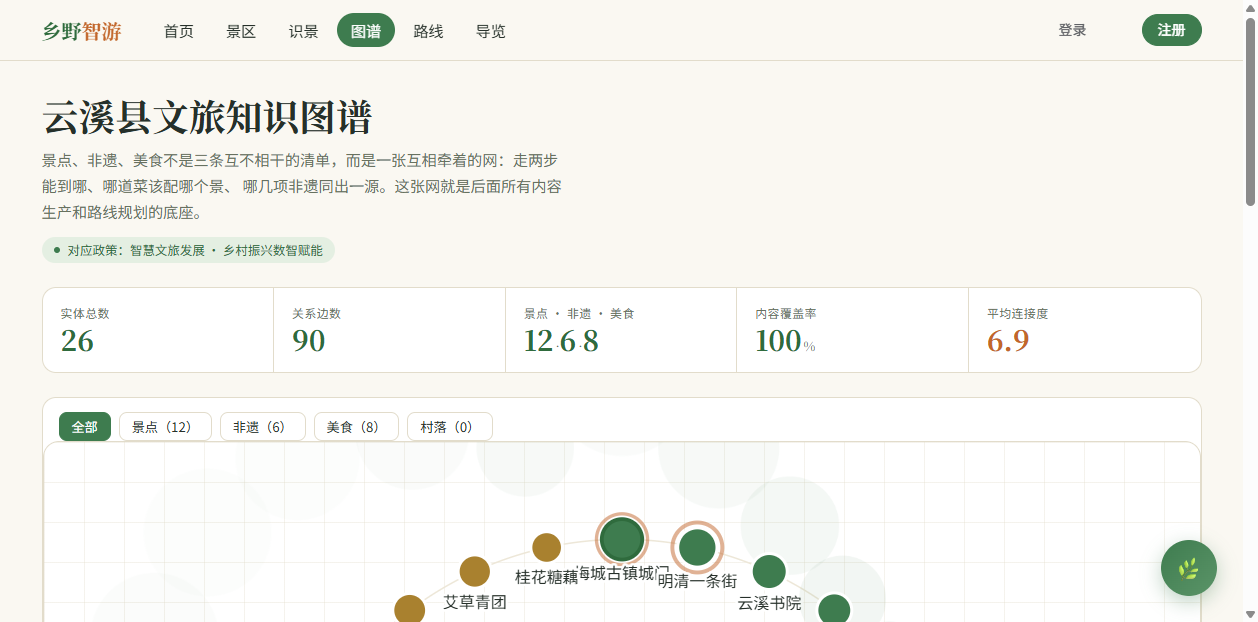 乡野智游
首页
景区
识景
图谱
路线
导览
登录
注册
云溪县文旅知识图谱
景点、非遗、美食不是三条互不相干的清单，而是一张互相牵着的网：走两步
能到哪、哪道菜该配哪个景、 哪几项非遗同出一源。这张网就是后面所有内容
生产和路线规划的底座。
对应政策：智慧文旅发展 · 乡村振兴数智赋能
实体总数
26
关系边数
90
景点 · 非遗 · 美食
12·6·8
内容覆盖率
100%
平均连接度
6.9
全部
景点（12）
非遗（6）
美食（8）
村落（0）
桂花糖藕
城古镇城门
明清一条街
艾草青团
云溪书院